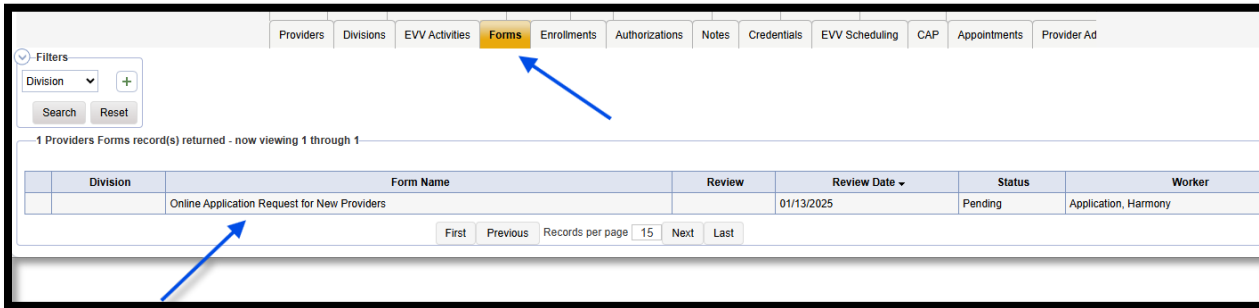 Providers Divisions EVV Activities Forms Enrollments Authorizations Notes Credentials EVV Scheduling CAP Appointments Provider Ad
Filters
Division +
Search Reset
1 Providers Forms record(s) returned - now viewing 1 through 1
Division Form Name Review Review Date Status Worker
Online Application Request for New Providers 01/13/2025 Pending Application, Harmony
First Previous Records per page 15 Next Last